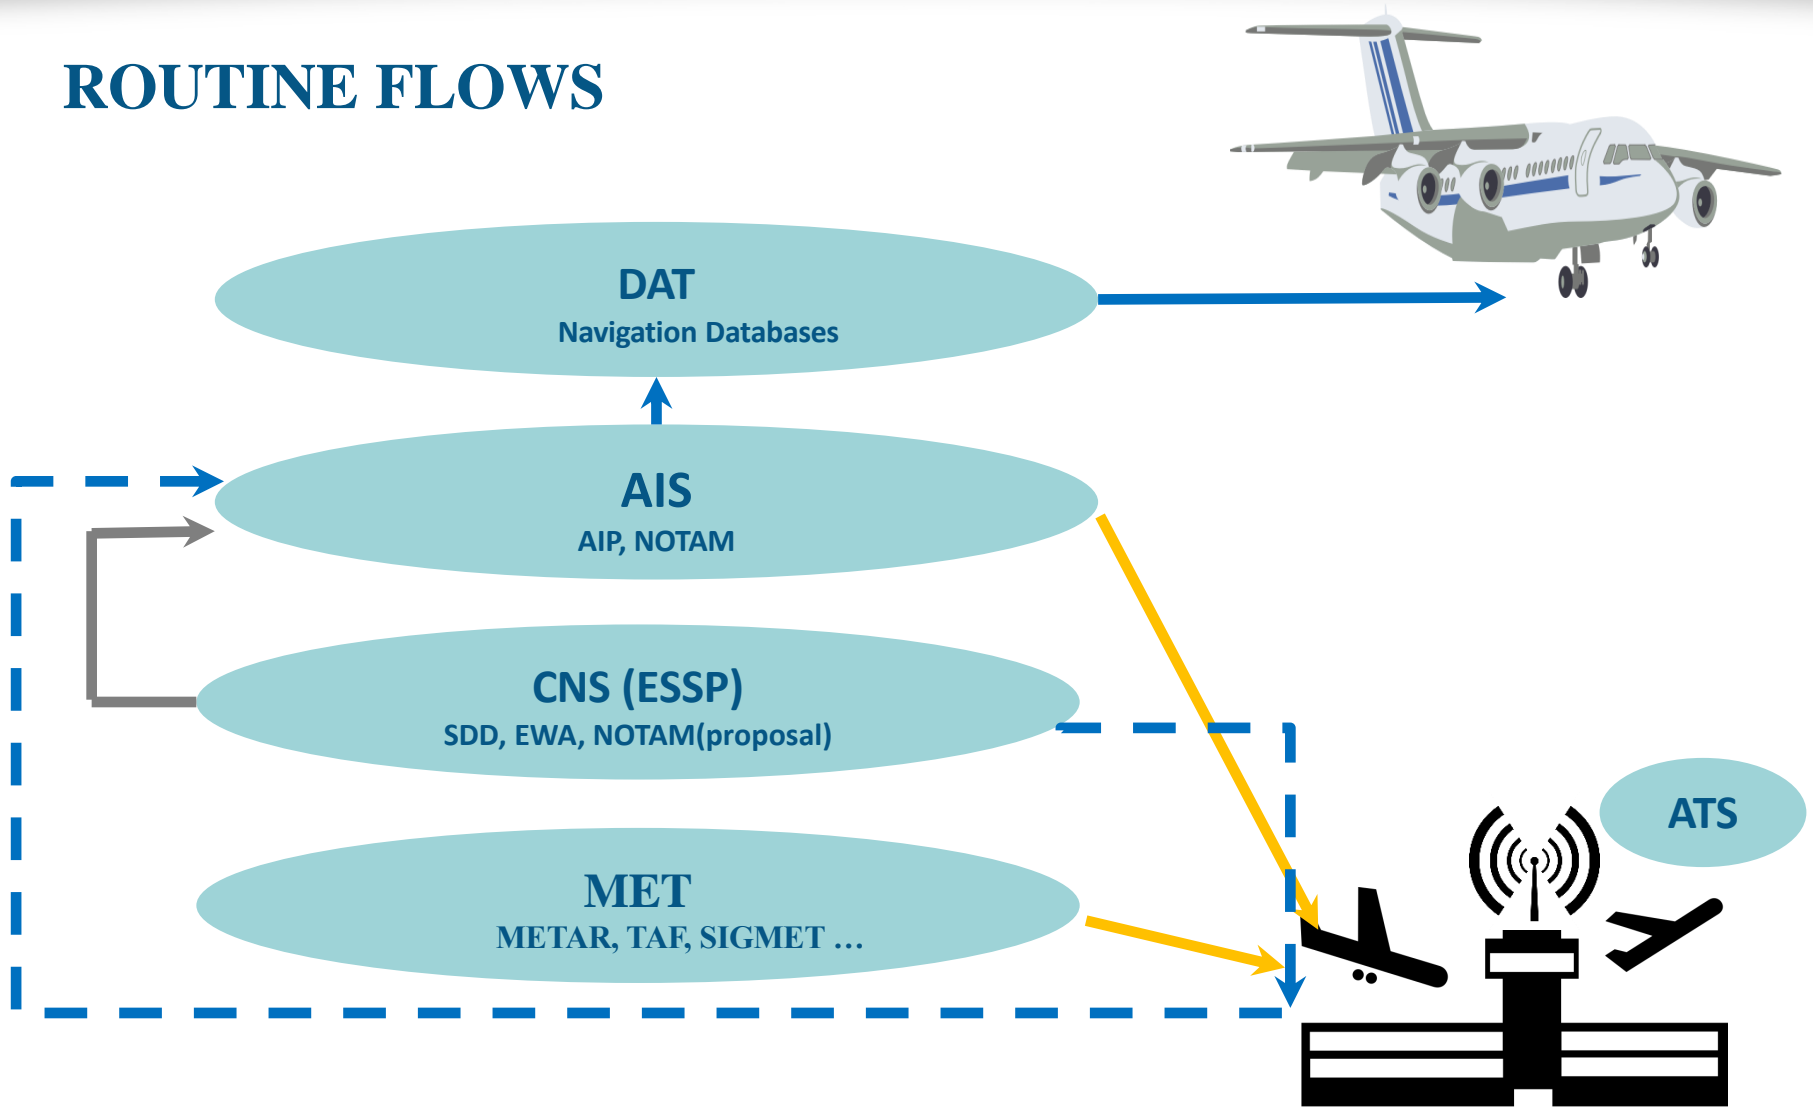 ROUTINE FLOWS
DAT
Navigation Databases
AIS
AIP, NOTAM
CNS (ESSP)
SDD, EWA, NOTAM(proposal)
ATS
MET
METAR, TAF, SIGMET ...